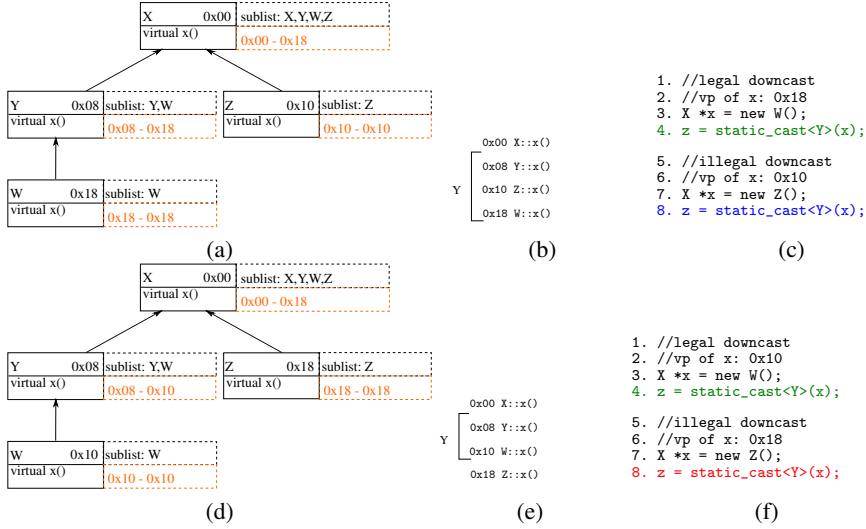 X 0x00 sublist: X,Y,W,Z
virtual x() 0x00 - 0x18
Y 0x08 sublist: Y,W
virtual x() 0x08 - 0x18
Z 0x10 sublist: Z
virtual x() 0x10 - 0x10
W 0x18 sublist: W
virtual x() 0x18 - 0x18
(a)
0x00 X::x()
0x08 Y::x()
Y
0x10 Z::x()
0x18 W::x()
(b)
1. //legal downcast
2. //vp of x: 0x18
3. X *x = new W();
4. z = static_cast<Y>(x);
5. //illegal downcast
6. //vp of x: 0x10
7. X *x = new Z();
8. z = static_cast<Y>(x);
(c)
X 0x00 sublist: X,Y,W,Z
virtual x() 0x00 - 0x18
Y 0x08 sublist: Y,W
virtual x() 0x08 - 0x10
Z 0x18 sublist: Z
virtual x() 0x18 - 0x18
W 0x10 sublist: W
virtual x() 0x10 - 0x10
(d)
0x00 X::x()
0x08 Y::x()
Y
0x10 W::x()
0x18 Z::x()
(e)
1. //legal downcast
2. //vp of x: 0x10
3. X *x = new W();
4. z = static_cast<Y>(x);
5. //illegal downcast
6. //vp of x: 0x18
7. X *x = new Z();
8. z = static_cast<Y>(x);
(f)